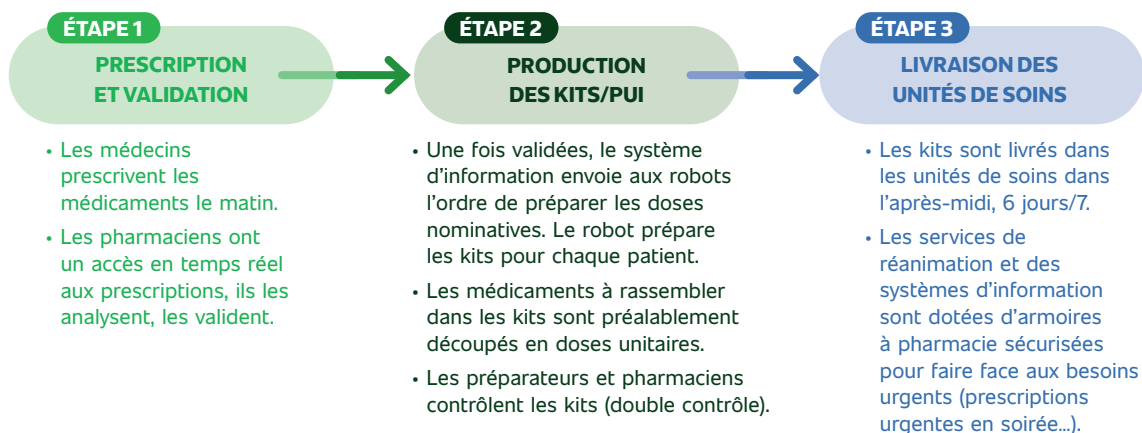 ÉTAPE 1
PRESCRIPTION
ET VALIDATION
• Les médecins
prescrivent les
médicaments le matin.
• Les pharmaciens ont
un accès en temps réel
aux prescriptions, ils les
analysent, les valident.
ÉTAPE 2
PRODUCTION
DES KITS/PUI
• Une fois validées, le système
d’information envoie aux robots
l’ordre de préparer les doses
nominatives. Le robot prépare
les kits pour chaque patient.
• Les médicaments à rassembler
dans les kits sont préalablement
découpés en doses unitaires.
• Les préparateurs et pharmaciens
contrôlent les kits (double contrôle).
ÉTAPE 3
LIVRAISON DES
UNITÉS DE SOINS
• Les kits sont livrés dans
les unités de soins dans
l’après-midi, 6 jours/7.
• Les services de
réanimation et des
systèmes d’information
sont dotées d’armoires
à pharmacie sécurisées
pour faire face aux besoins
urgents (prescriptions
urgentes en soirée…).